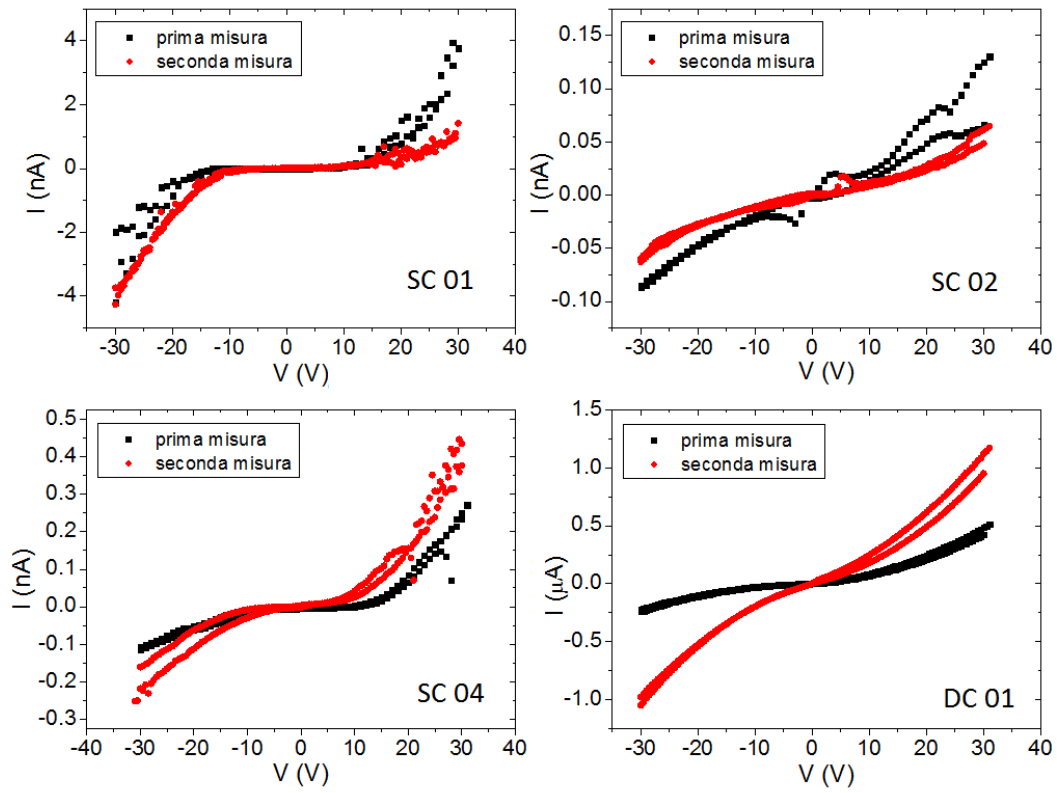 prima misura
seconda misura
I (nA)
4
2
0
-2
-4
SC 01
-30 -20 -10 0 10 20 30 40
V (V)
prima misura
seconda misura
I (nA)
0.15
0.10
0.05
0.00
-0.05
-0.10
SC 02
-30 -20 -10 0 10 20 30 40
V (V)
prima misura
seconda misura
I (nA)
0.5
0.4
0.3
0.2
0.1
0.0
-0.1
-0.2
-0.3
SC 04
-30 -20 -10 0 10 20 30 40
V (V)
prima misura
seconda misura
I (μA)
1.5
1.0
0.5
0.0
-0.5
-1.0
DC 01
-30 -20 -10 0 10 20 30 40
V (V)